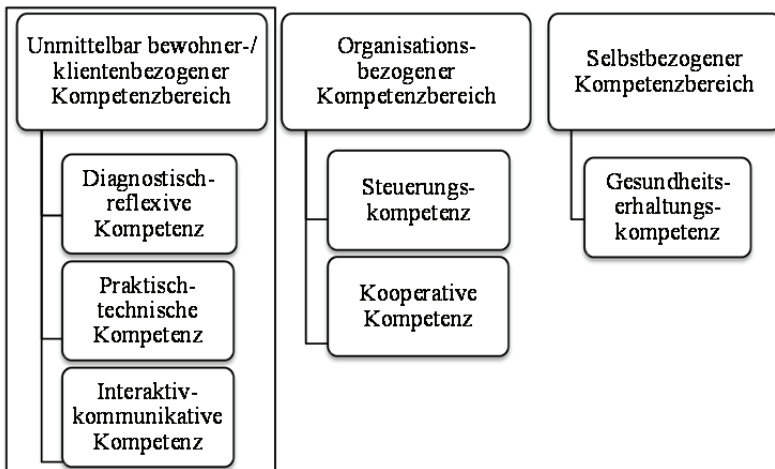 Unmittelbar bewohner-/
klientenbezogener
Kompetenzbereich
Diagnostisch-
reflexive
Kompetenz
Praktisch-
technische
Kompetenz
Interaktiv-
kommunikative
Kompetenz
Organisations-
bezogener
Kompetenzbereich
Steuerungs-
kompetenz
Kooperative
Kompetenz
Selbstbezogener
Kompetenzbereich
Gesundheits-
erhaltungs-
kompetenz